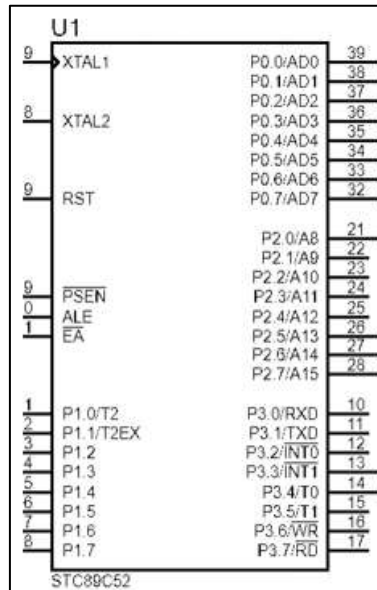 U1
9 XTAL1 P0.0/AD0 39
P0.1/AD1 38
P0.2/AD2 37
8 XTAL2 P0.3/AD3 36
P0.4/AD4 35
P0.5/AD5 34
P0.6/AD6 33
9 RST P0.7/AD7 32
P2.0/A8 21
P2.1/A9 22
P2.2/A10 23
9 PSEN P2.3/A11 24
0 ALE P2.4/A12 25
1 EA P2.5/A13 26
P2.6/A14 27
P2.7/A15 28
1 P1.0/T2 P3.0/RXD 10
2 P1.1/T2EX P3.1/TXD 11
3 P1.2 P3.2/INT0 12
4 P1.3 P3.3/INT1 13
5 P1.4 P3.4/T0 14
6 P1.5 P3.5/T1 15
7 P1.6 P3.6/WR 16
8 P1.7 P3.7/RD 17
STC89C52